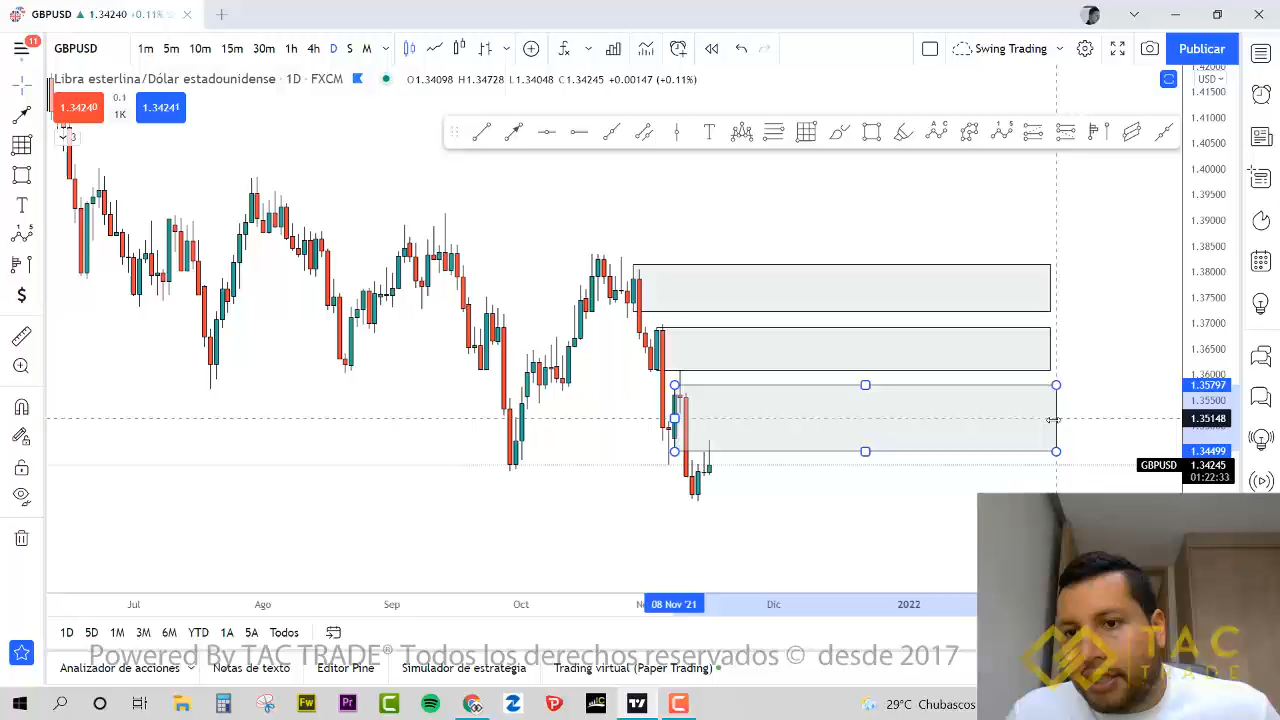 GBPUSD ▲ 1.34240 +0.11%
11
GBPUSD 1m 5m 10m 15m 30m 1h 4h D S M Swing Trading Publicar
Libra esterlina/Dólar estadounidense · 1D · FXCM O1.34098 H1.34728 L1.34048 C1.34245 +0.00147 (+0.11%)
USD
1.34240 0.1 1K 1.34241
3
1.41500
1.41000
1.40500
1.40000
1.39500
1.39000
1.38500
1.38000
1.37500
1.37000
1.36500
1.36000
1.35797
1.35500
1.35148
1.34499
GBPUSD 1.34245
01:22:33
Jul Ago Sep Oct 08 Nov '21 Dic 2022
1D 5D 1M 3M 6M YTD 1A 5A Todos
Powered By TAC TRADE® Todos los derechos reservados © desde 2017
Analizador de acciones Notas de texto Editor Pine Simulador de estrategia Trading virtual (Paper Trading)
TAC
TRADE
29°C Chubascos